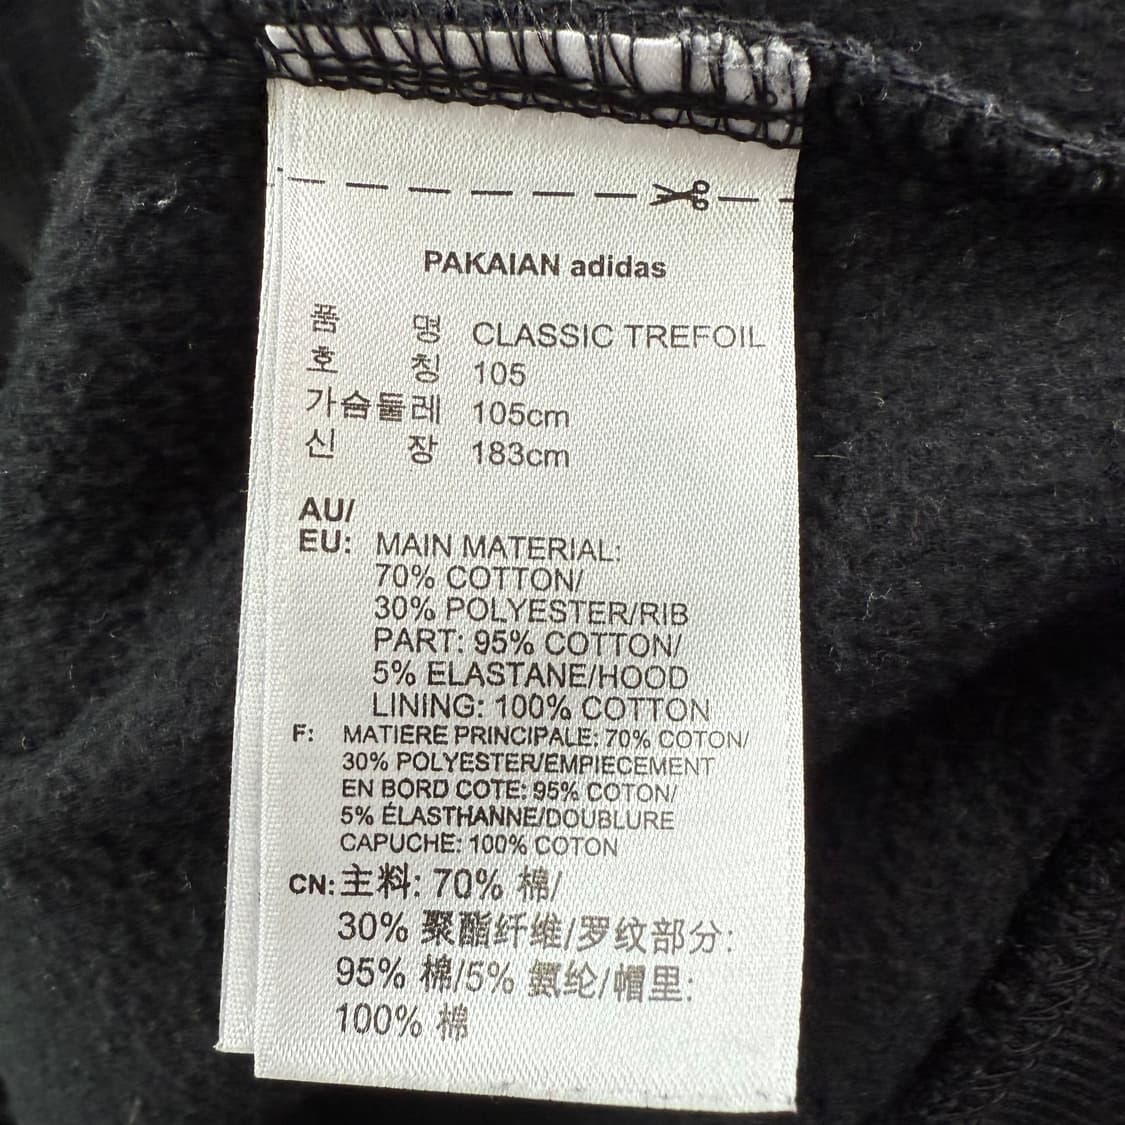 PAKAIAN adidas
품 명 CLASSIC TREFOIL
호 칭 105
가슴둘레 105cm
신 장 183cm
AU/
EU: MAIN MATERIAL:
70% COTTON/
30% POLYESTER/RIB
PART: 95% COTTON/
5% ELASTANE/HOOD
LINING: 100% COTTON
F: MATIERE PRINCIPALE: 70% COTON/
30% POLYESTER/EMPIECEMENT
EN BORD COTE: 95% COTON/
5% ÉLASTHANNE/DOUBLURE
CAPUCHE: 100% COTON
CN: 主料: 70% 棉/
30% 聚酯纤维/罗纹部分:
95% 棉/5% 氨纶/帽里:
100% 棉